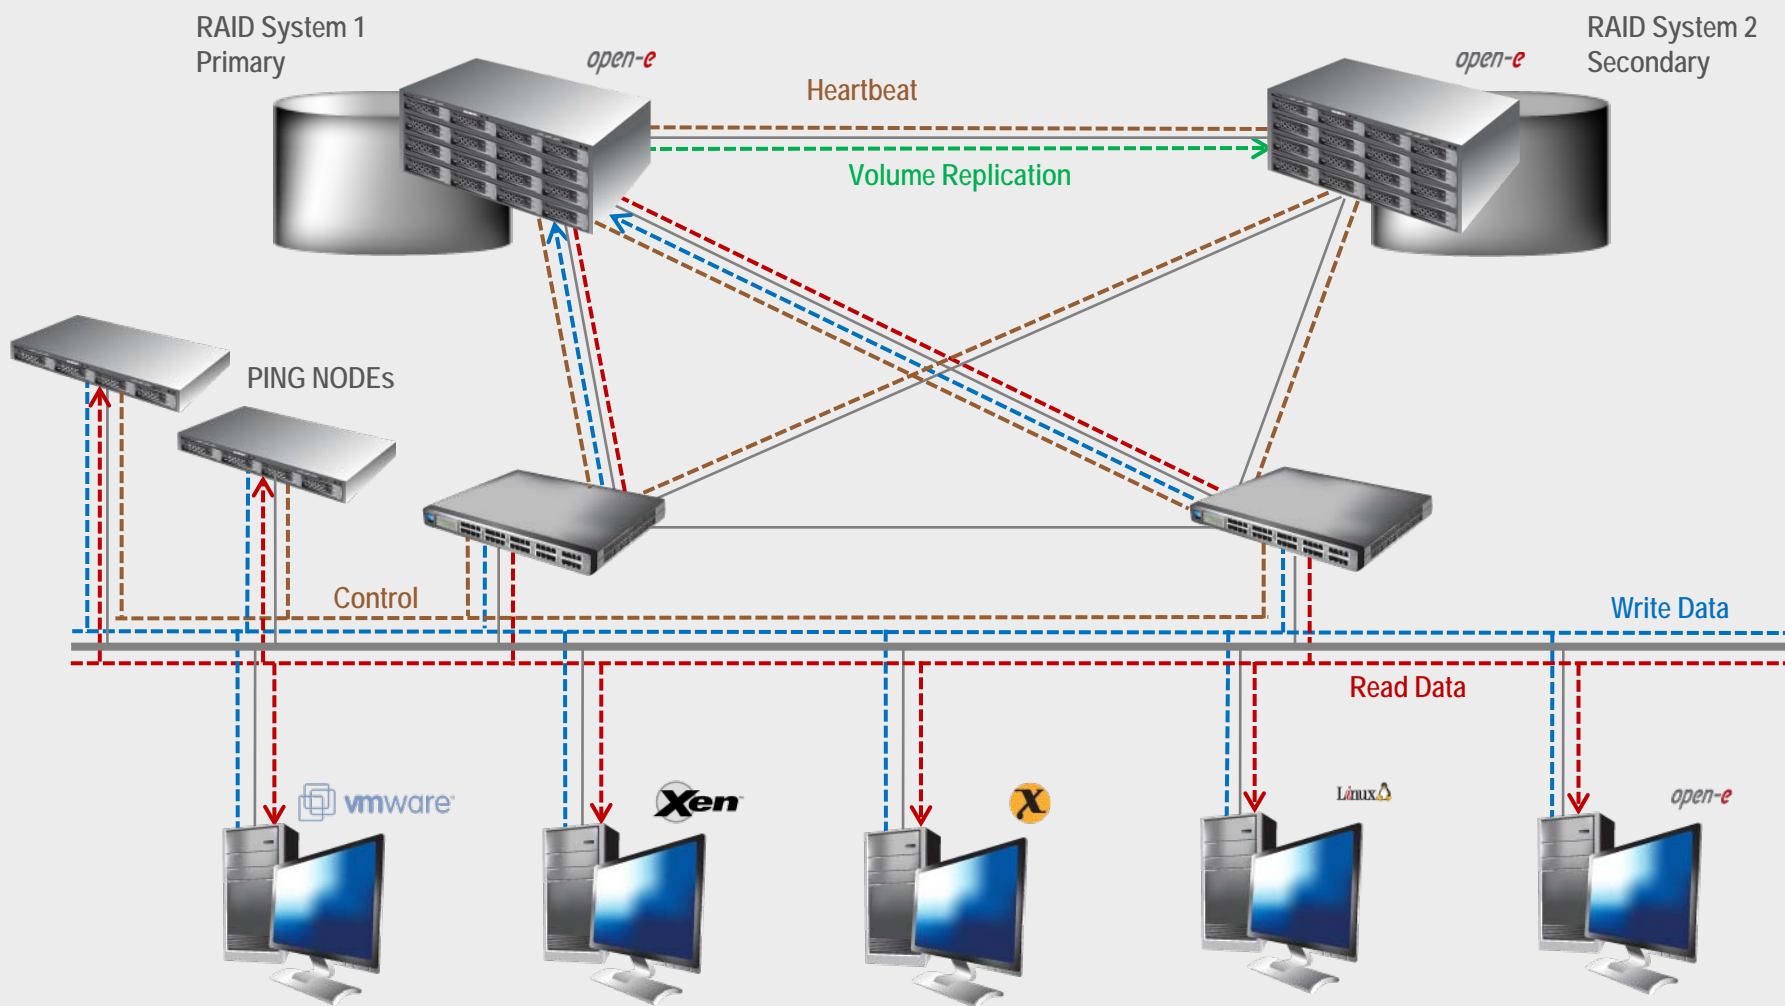 RAID System 1
Primary
open-e
Heartbeat
Volume Replication
open-e
RAID System 2
Secondary
PING NODEs
Control
Write Data
Read Data
vmware
Xen™
X
Linux
open-e